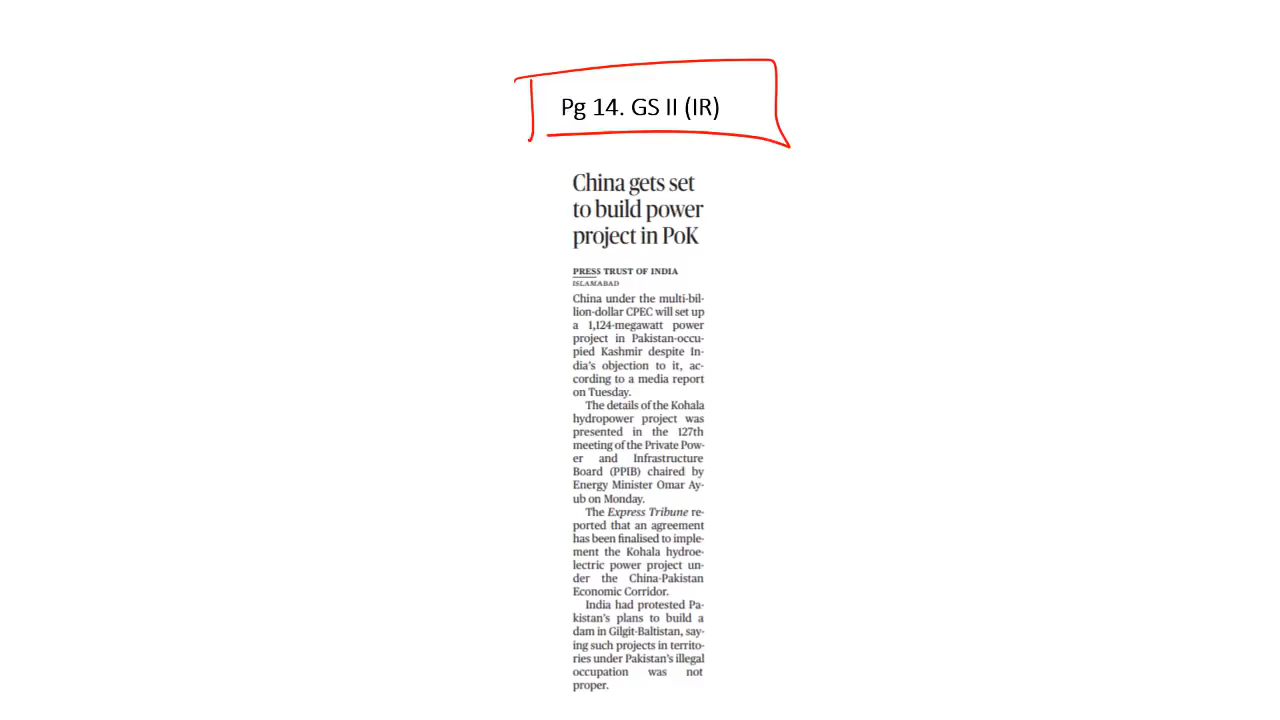 Pg 14. GS II (IR)
China gets set
to build power
project in PoK
PRESS TRUST OF INDIA
ISLAMABAD
China under the multi-bil-
lion-dollar CPEC will set up
a 1,124-megawatt power
project in Pakistan-occu-
pied Kashmir despite In-
dia's objection to it, ac-
cording to a media report
on Tuesday.
The details of the Kohala
hydropower project was
presented in the 127th
meeting of the Private Pow-
er and Infrastructure
Board (PPIB) chaired by
Energy Minister Omar Ay-
ub on Monday.
The Express Tribune re-
ported that an agreement
has been finalised to imple-
ment the Kohala hydroe-
lectric power project un-
der the China-Pakistan
Economic Corridor.
India had protested Pa-
kistan's plans to build a
dam in Gilgit-Baltistan, say-
ing such projects in territo-
ries under Pakistan's illegal
occupation was not
proper.